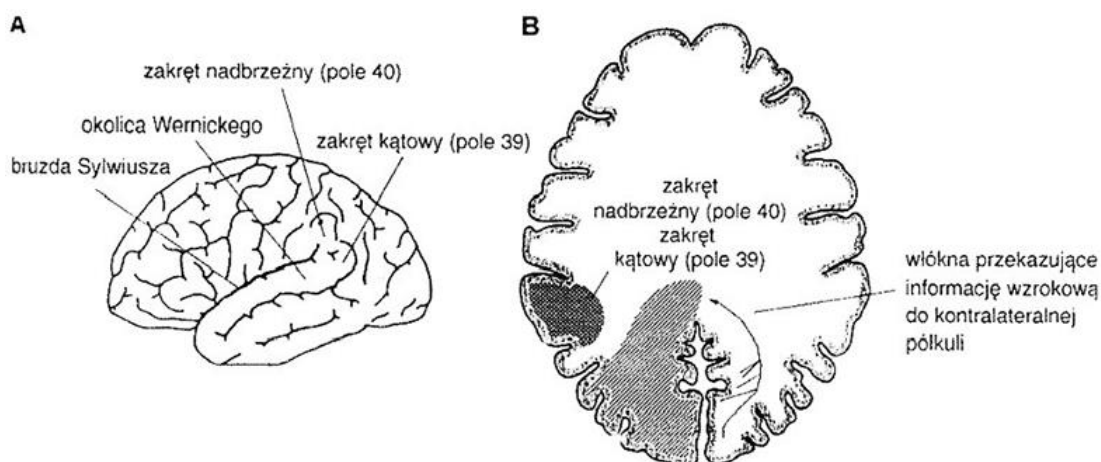 A
zakręt nadbrzeżny (pole 40)
okolica Wernickego
zakręt kątowy (pole 39)
bruzda Sylwiusza
B
zakręt
nadbrzeżny (pole 40)
zakręt
kątowy (pole 39)
włókna przekazujące
informację wzrokową
do kontralateralnej
półkuli